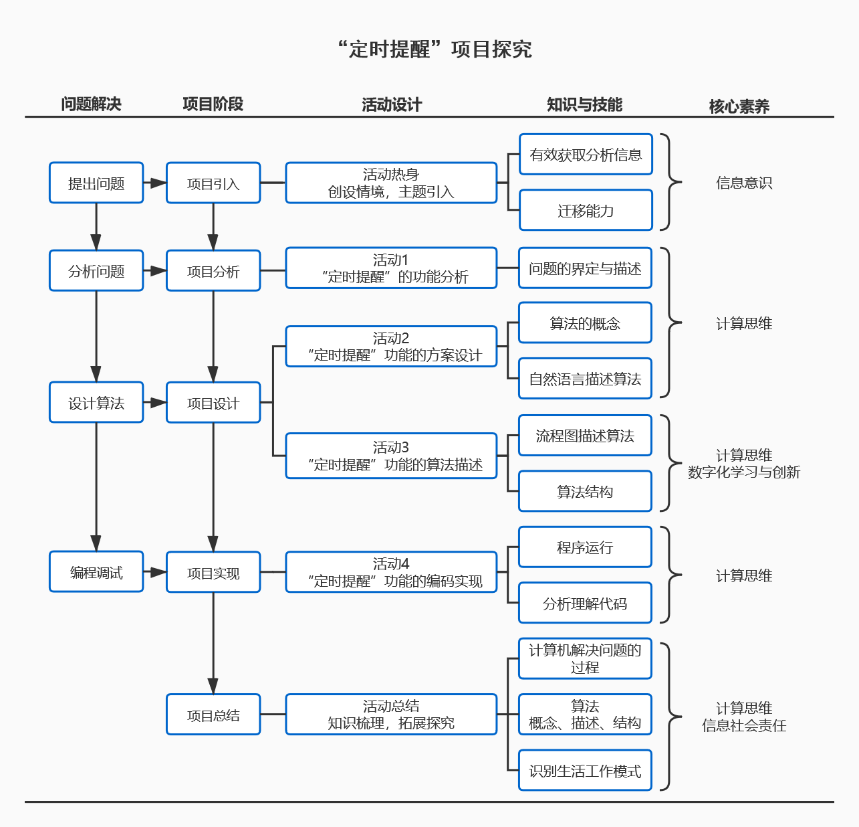 “定时提醒”项目探究
问题解决 项目阶段 活动设计 知识与技能 核心素养
提出问题
项目引入
活动热身
创设情境，主题引入
有效获取分析信息
迁移能力
信息意识
分析问题
项目分析
活动1
“定时提醒”的功能分析
问题的界定与描述
算法的概念
自然语言描述算法
计算思维
设计算法
项目设计
活动2
“定时提醒”功能的方案设计
活动3
“定时提醒”功能的算法描述
流程图描述算法
算法结构
计算思维
数字化学习与创新
编程调试
项目实现
活动4
“定时提醒”功能的编码实现
程序运行
分析理解代码
计算思维
项目总结
活动总结
知识梳理，拓展探究
计算机解决问题的
过程
算法
概念、描述、结构
识别生活工作模式
计算思维
信息社会责任